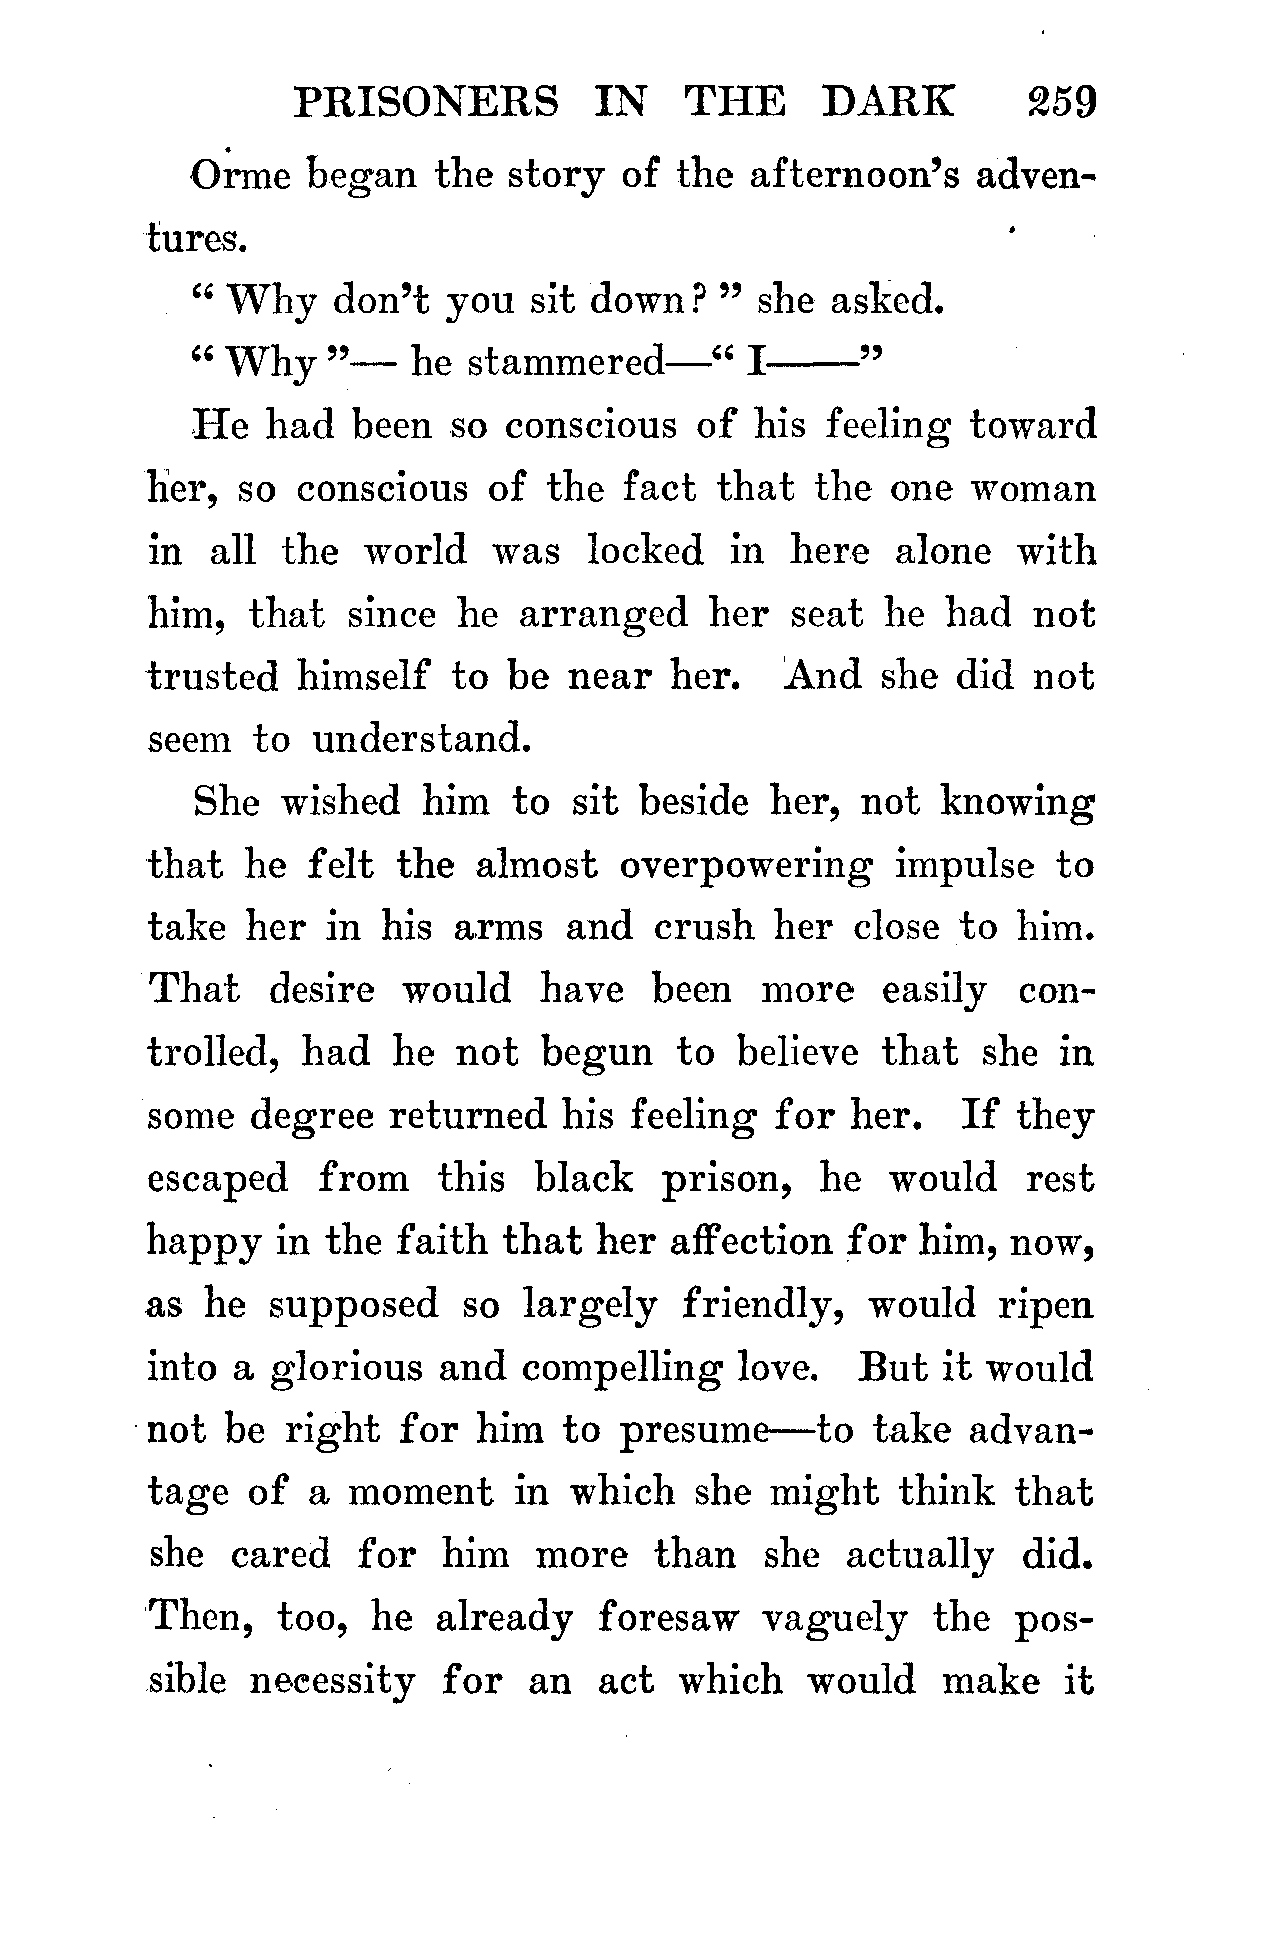 PRISONERS IN THE DARK 259
Orme began the story of the afternoon's adven-
tures.
“ Why don't you sit down? ” she asked.
“ Why ”— he stammered—“ I——”
He had been so conscious of his feeling toward
her, so conscious of the fact that the one woman
in all the world was locked in here alone with
him, that since he arranged her seat he had not
trusted himself to be near her. And she did not
seem to understand.
She wished him to sit beside her, not knowing
that he felt the almost overpowering impulse to
take her in his arms and crush her close to him.
That desire would have been more easily con-
trolled, had he not begun to believe that she in
some degree returned his feeling for her. If they
escaped from this black prison, he would rest
happy in the faith that her affection for him, now,
as he supposed so largely friendly, would ripen
into a glorious and compelling love. But it would
not be right for him to presume—to take advan-
tage of a moment in which she might think that
she cared for him more than she actually did.
Then, too, he already foresaw vaguely the pos-
sible necessity for an act which would make it